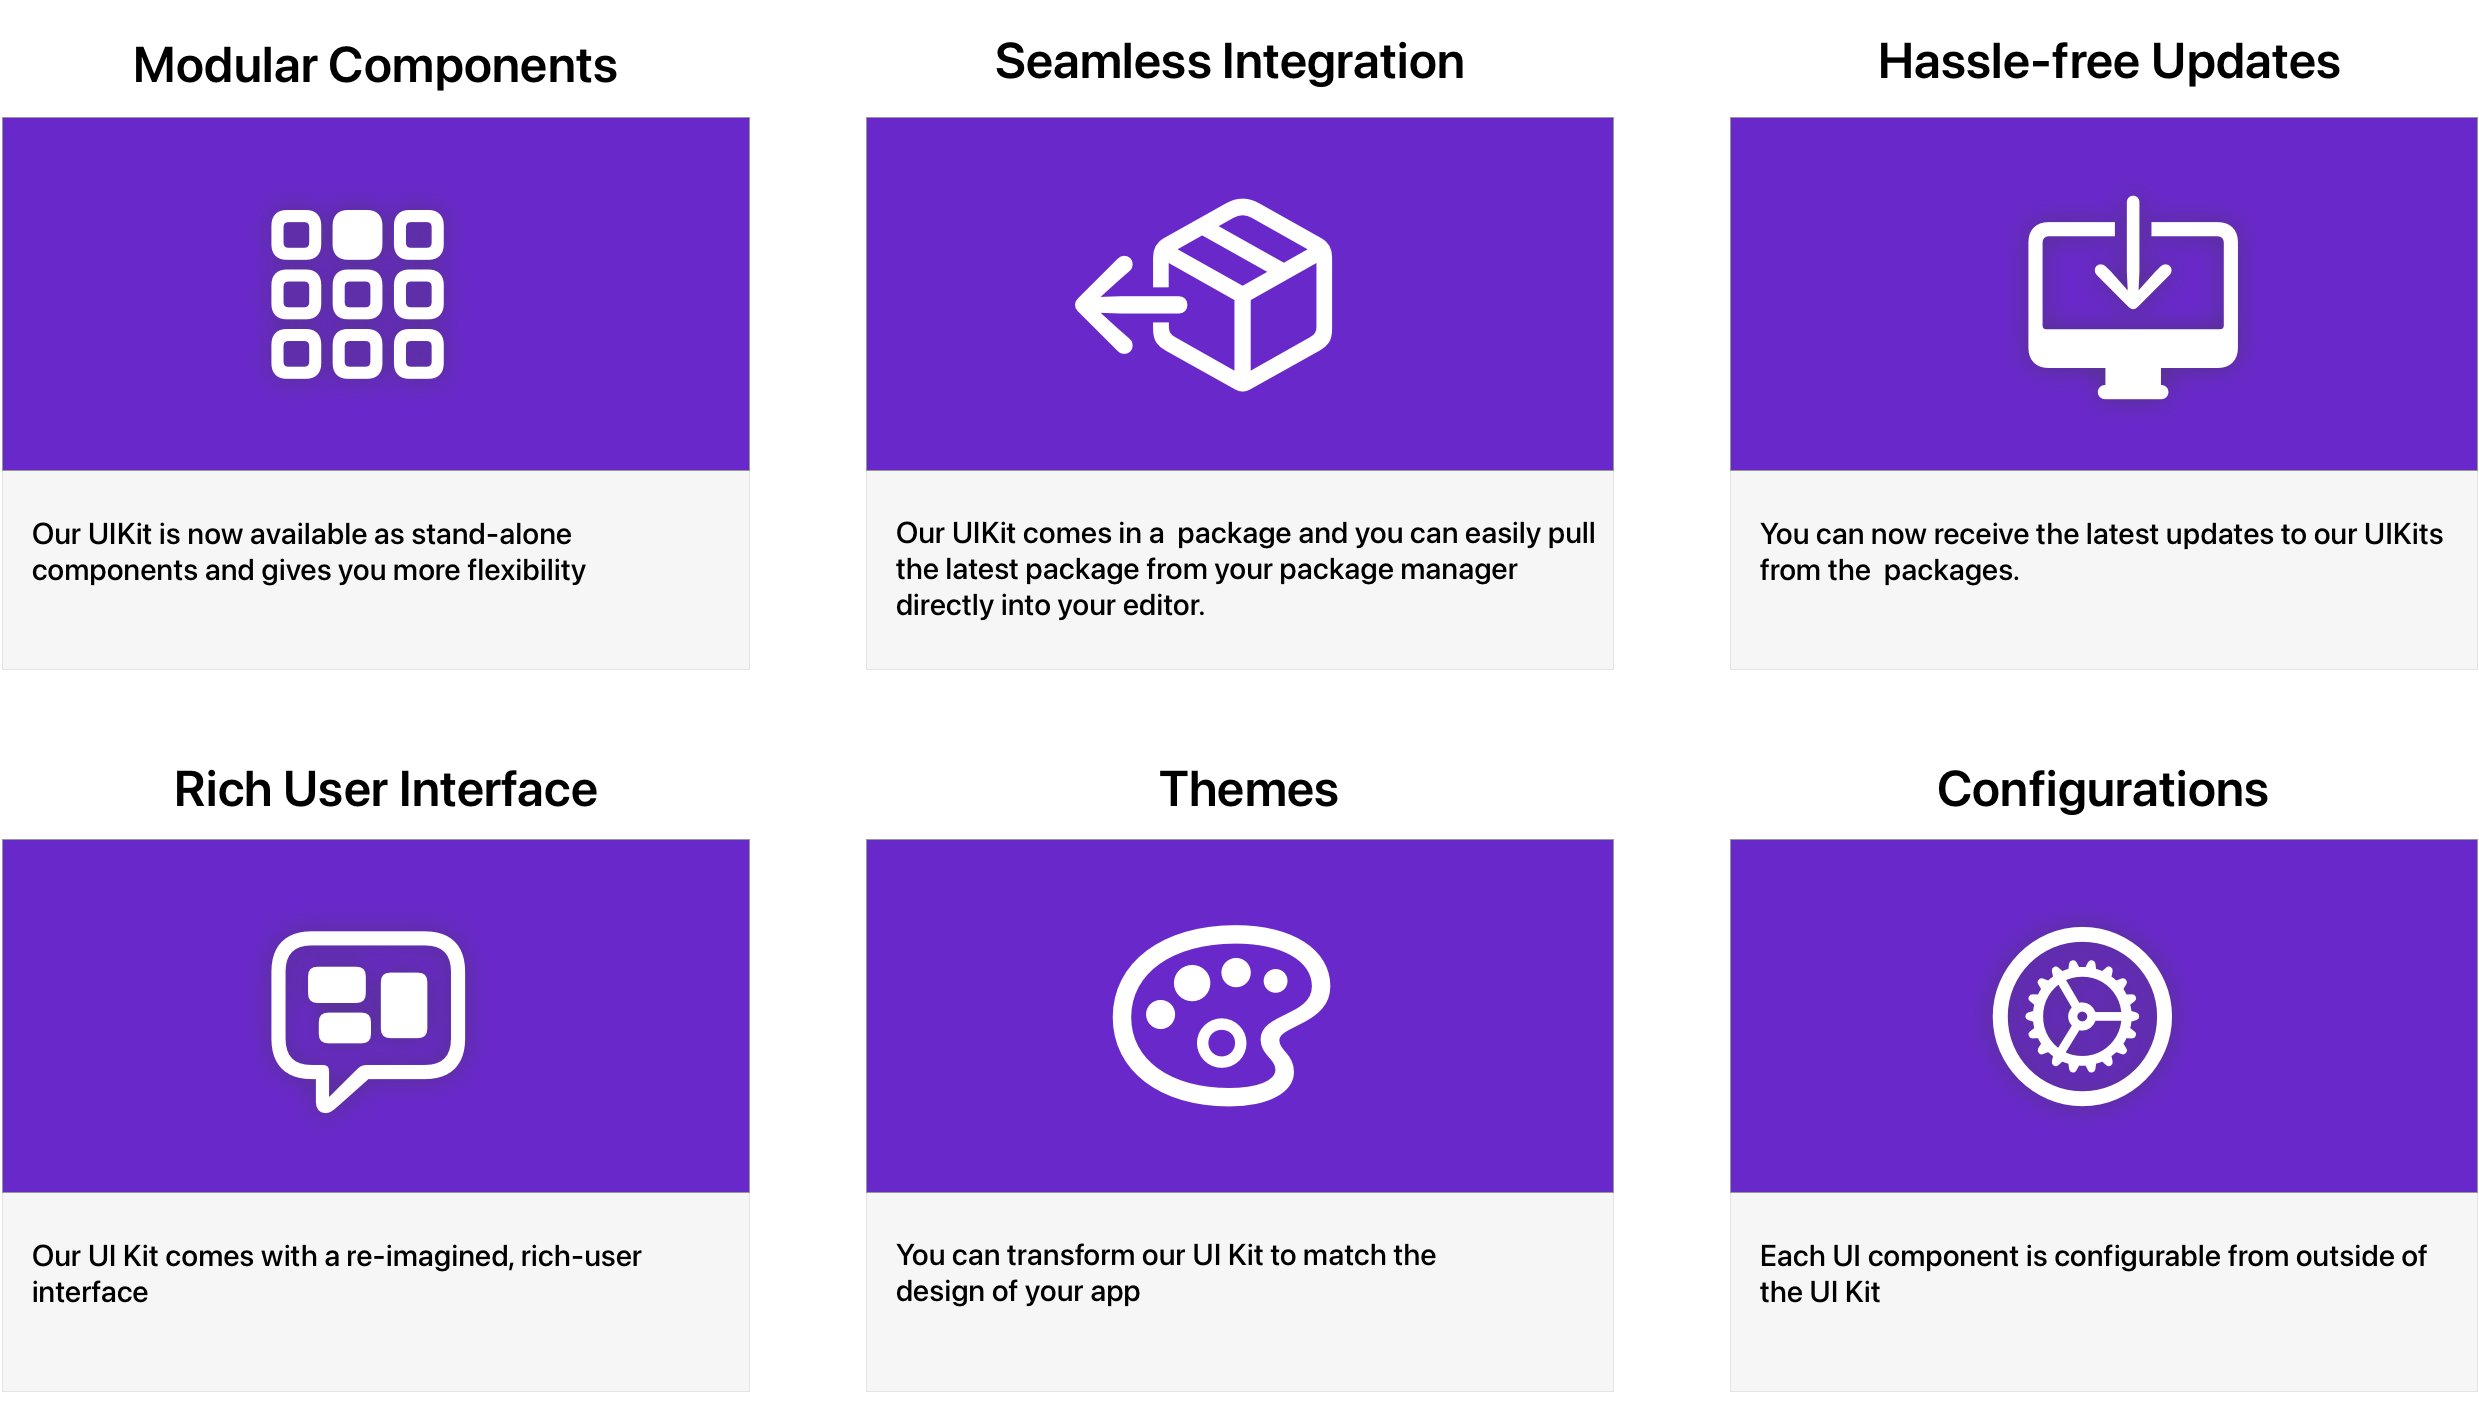 Modular Components
Seamless Integration
Hassle-free Updates
Our UIKit is now available as stand-alone
components and gives you more flexibility
Our UIKit comes in a  package and you can easily pull
the latest package from your package manager
directly into your editor.
You can now receive the latest updates to our UIKits
from the  packages.
Rich User Interface
Themes
Configurations
Our UI Kit comes with a re-imagined, rich-user
interface
You can transform our UI Kit to match the
design of your app
Each UI component is configurable from outside of
the UI Kit